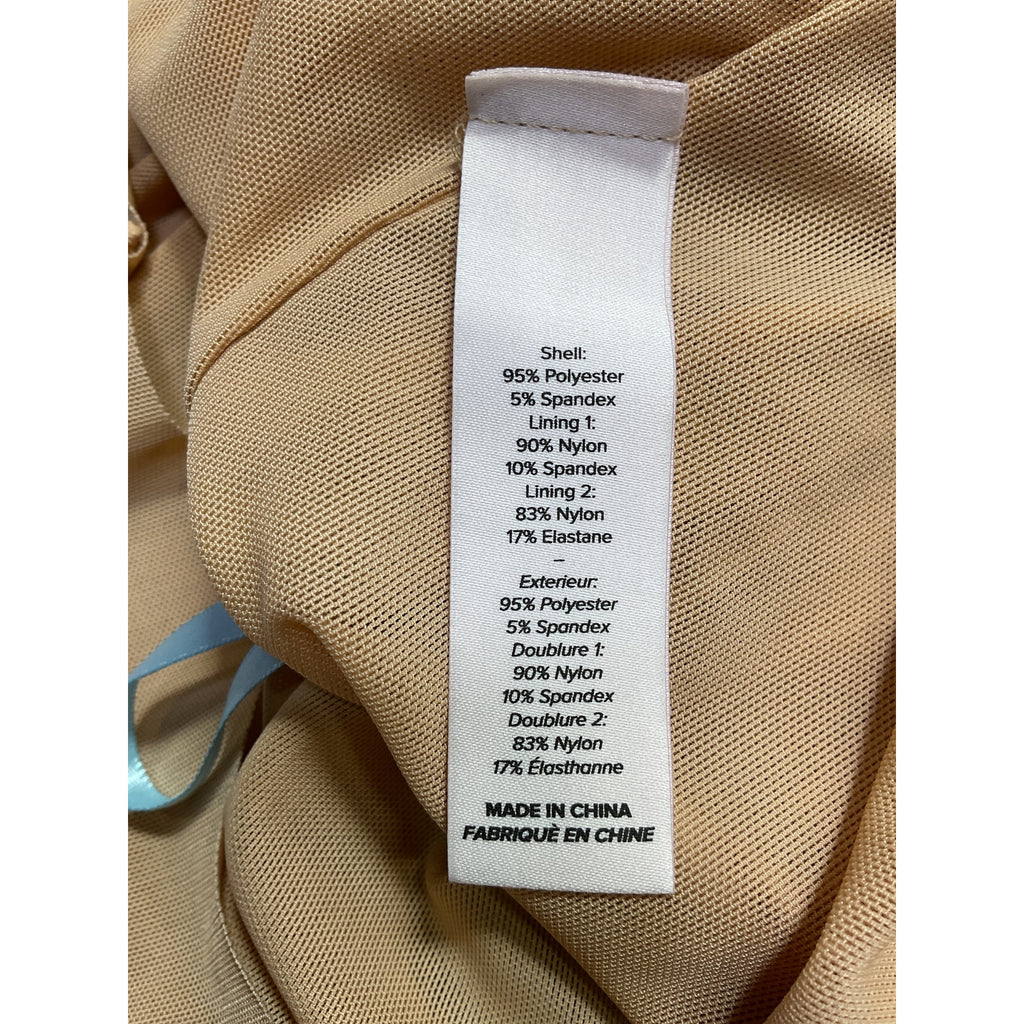 Shell:
95% Polyester
5% Spandex
Lining 1:
90% Nylon
10% Spandex
Lining 2:
83% Nylon
17% Elastane
–
Exterieur:
95% Polyester
5% Spandex
Doublure 1:
90% Nylon
10% Spandex
Doublure 2:
83% Nylon
17% Élasthanne
MADE IN CHINA
FABRIQUÈ EN CHINE